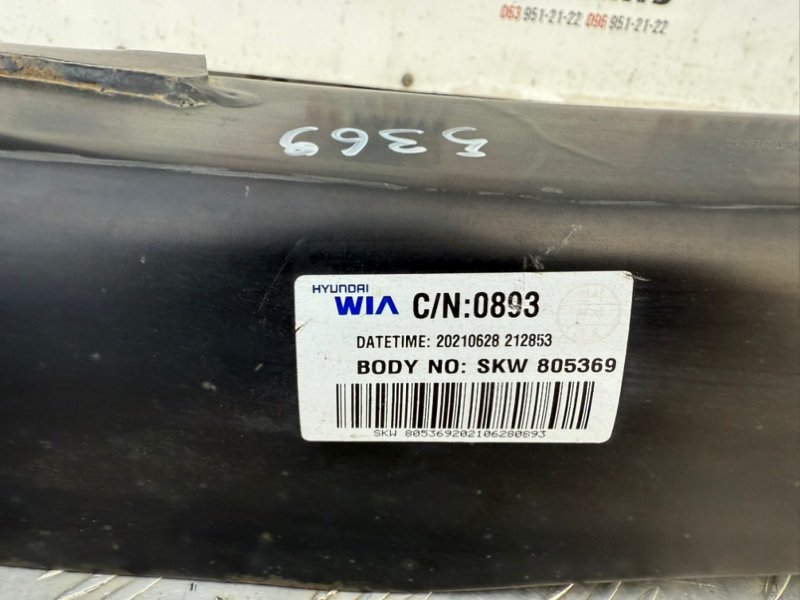 063 951-21-22 096 951-21-22
5369
HYUNDAI
WIA C/N:0893
DATETIME: 20210628 212853
BODY NO: SKW 805369
SKW 805369202106280893